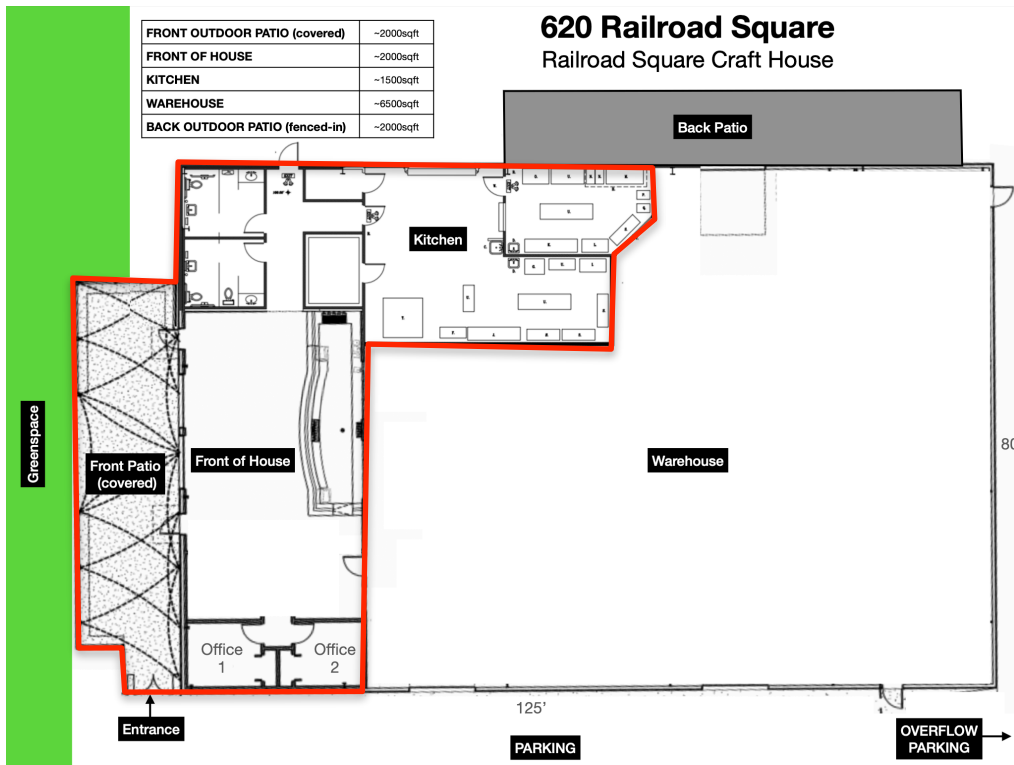 620 Railroad Square
Railroad Square Craft House
FRONT OUTDOOR PATIO (covered) ~2000sqft
FRONT OF HOUSE ~2000sqft
KITCHEN ~1500sqft
WAREHOUSE ~6500sqft
BACK OUTDOOR PATIO (fenced-in) ~2000sqft
Back Patio
Kitchen
Greenspace
Front Patio
(covered)
Front of House
Warehouse
80
Office
1
Office
2
125’
Entrance
PARKING
OVERFLOW
PARKING